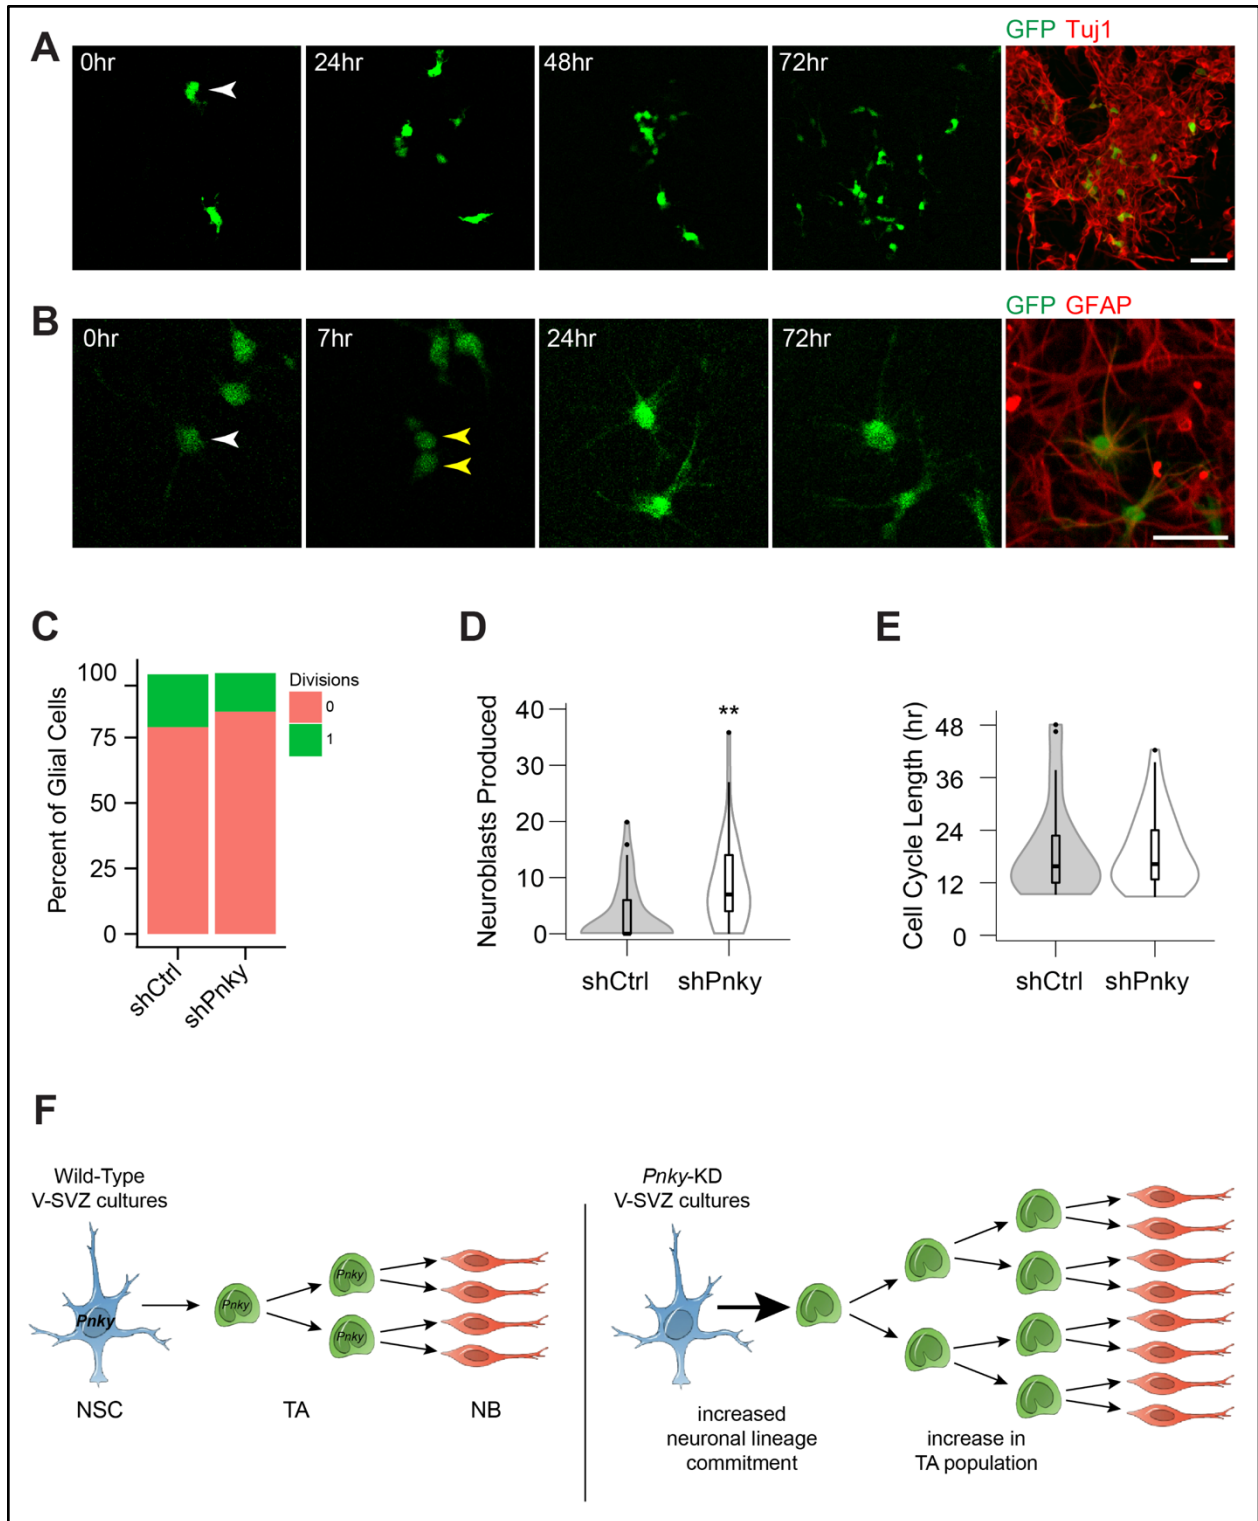 A
0hr
24hr
48hr
72hr
GFP Tuj1
B
0hr
7hr
24hr
72hr
GFP GFAP
C
Percent of Glial Cells
100
75
50
25
0
shCtrl
shPnky
Divisions
0
1
D
Neuroblasts Produced
40
30
20
10
0
**
shCtrl
shPnky
E
Cell Cycle Length (hr)
48
36
24
12
0
shCtrl
shPnky
F
Wild-Type
V-SVZ cultures
Pnky
Pnky
Pnky
Pnky
NSC
TA
NB
Pnky-KD
V-SVZ cultures
increased
neuronal lineage
commitment
increase in
TA population